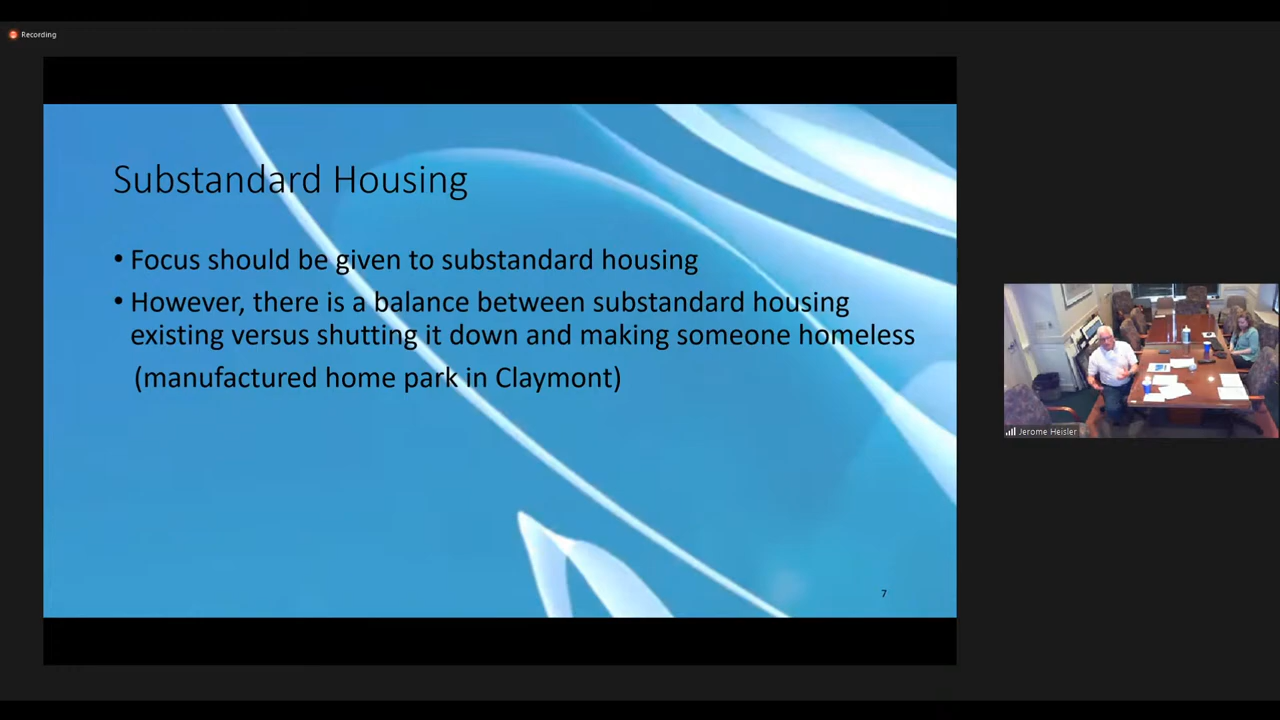 Recording
Substandard Housing
• Focus should be given to substandard housing
• However, there is a balance between substandard housing
existing versus shutting it down and making someone homeless
(manufactured home park in Claymont)
7
Jerome Heisler